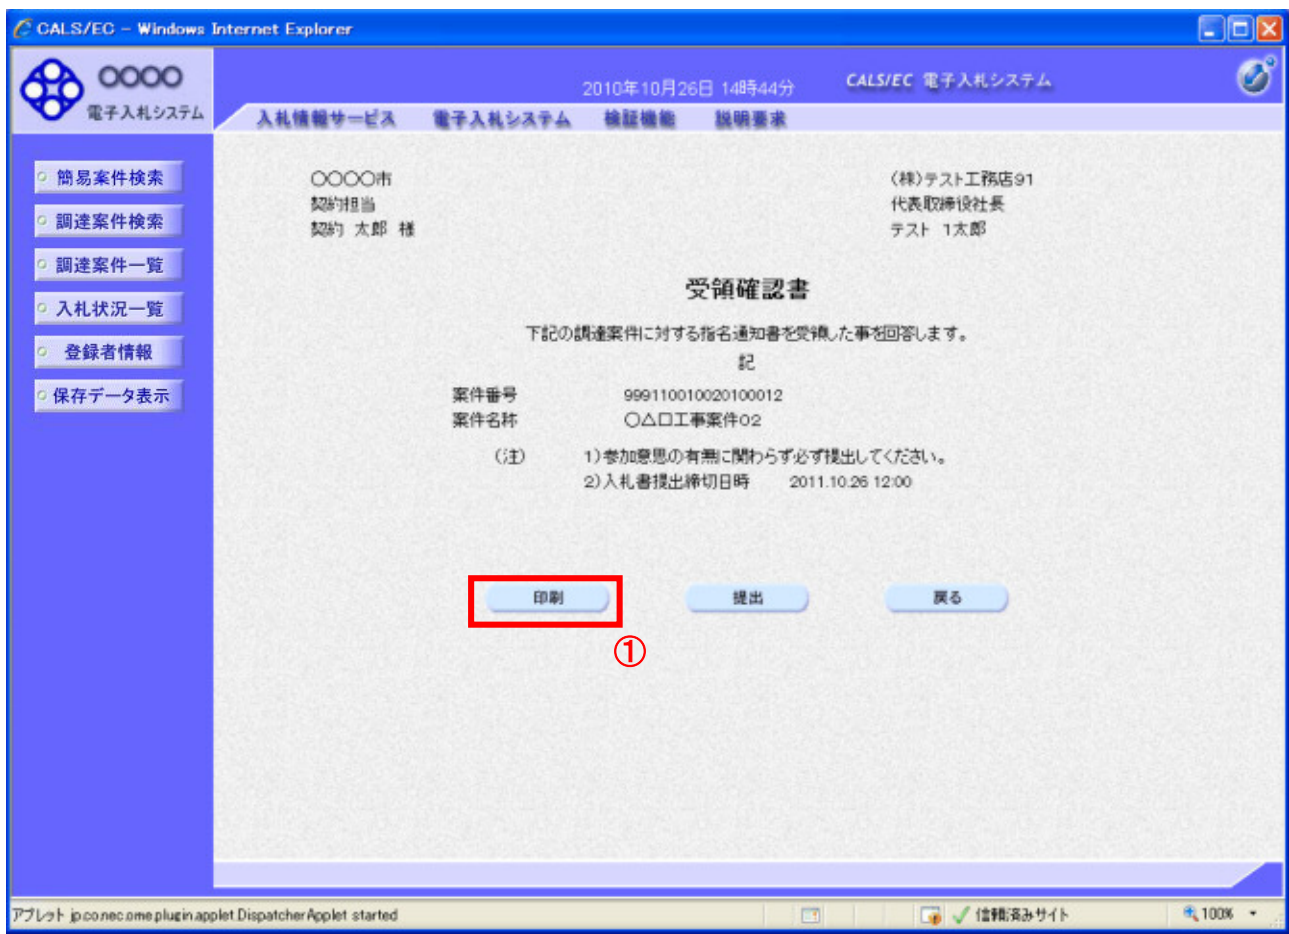 CALS/EC - Windows Internet Explorer
○○○○
電子入札システム
2010年10月26日 14時44分
CALS/EC 電子入札システム
入札情報サービス 電子入札システム 検証機能 説明要求
簡易案件検索
調達案件検索
調達案件一覧
入札状況一覧
登録者情報
保存データ表示
○○○○市
契約担当
契約 太郎 様
(株)テスト工務店91
代表取締役社長
テスト 1太郎
受領確認書
下記の調達案件に対する指名通知書を受領した事を回答します。
記
案件番号 999110010020100012
案件名称 ○△□工事案件02
(注) 1)参加意思の有無に関わらず必ず提出してください。
2)入札書提出締切日時 2011.10.26 12:00
印刷 提出 戻る
①
アプレット jp.co.nec.ome.plugin.applet.DispatcherApplet started
信頼済みサイト
100%